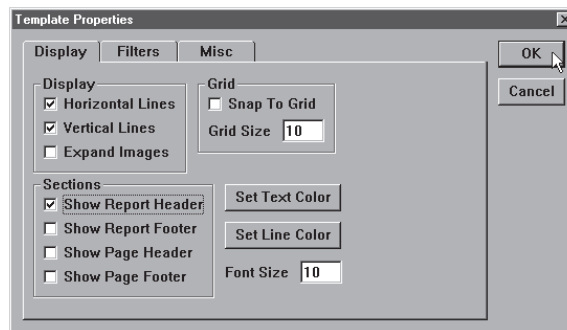 Template Properties
Display Filters Misc
OK
Cancel
Display
Horizontal Lines
Vertical Lines
Expand Images
Grid
Snap To Grid
Grid Size 10
Sections
Show Report Header
Show Report Footer
Show Page Header
Show Page Footer
Set Text Color
Set Line Color
Font Size 10